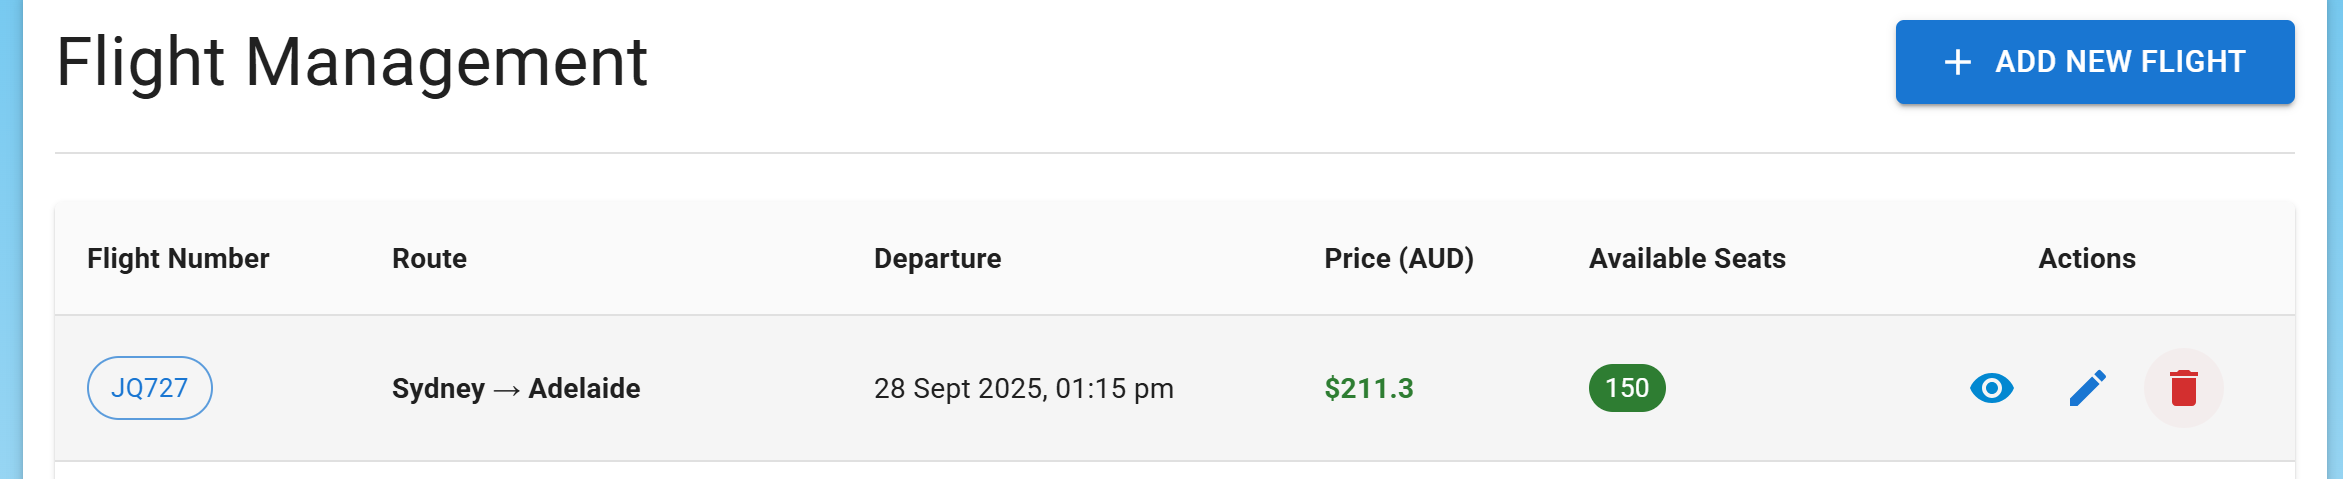 Flight Management
+ ADD NEW FLIGHT
Flight Number Route Departure Price (AUD) Available Seats Actions
JQ727 Sydney → Adelaide 28 Sept 2025, 01:15 pm $211.3 150